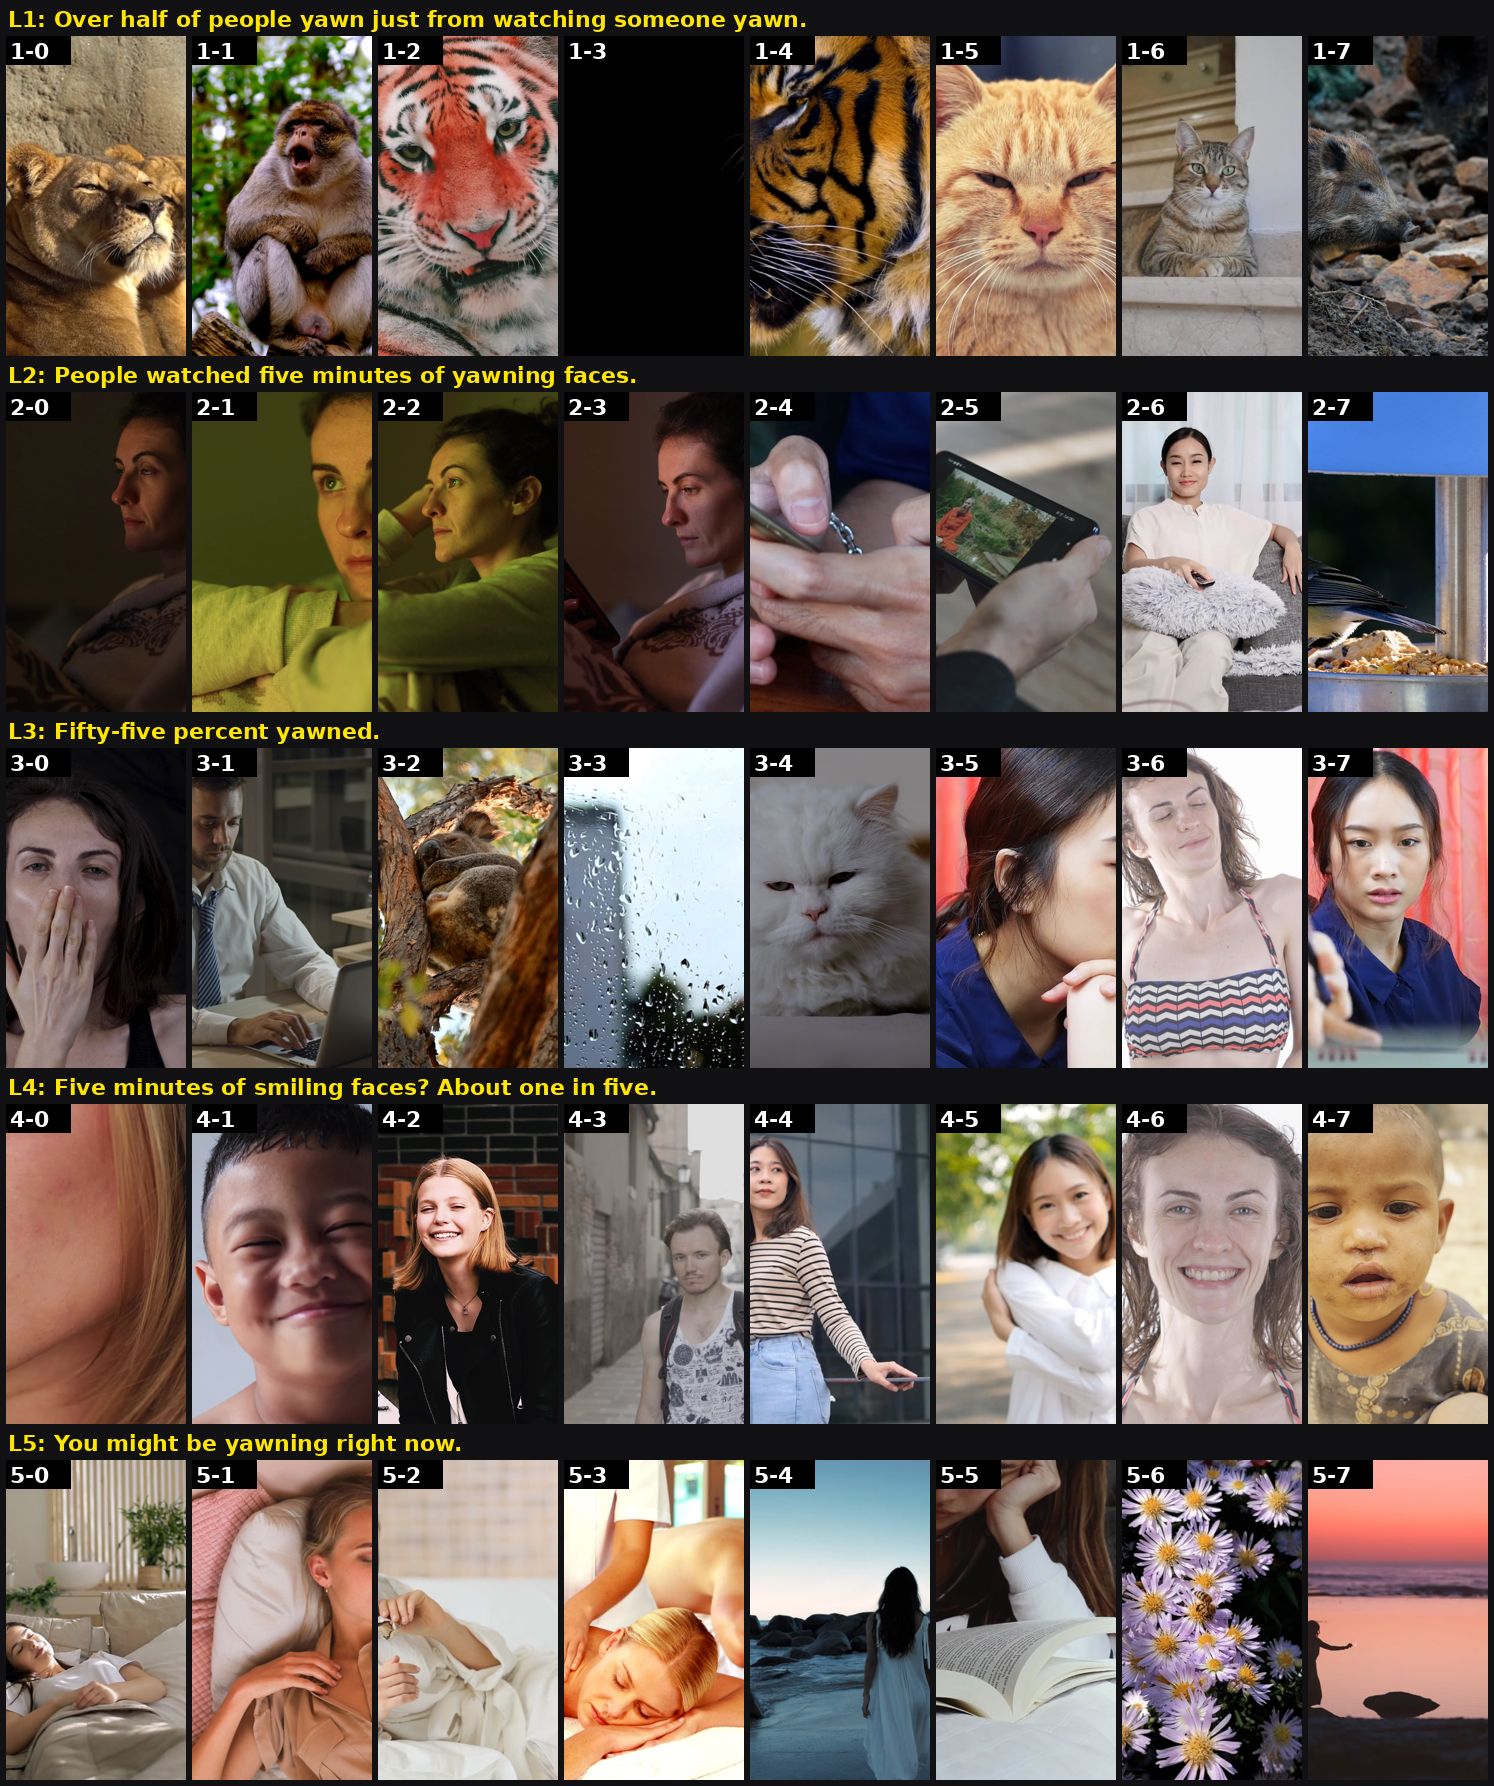 L1: Over half of people yawn just from watching someone yawn.
1-0 1-1 1-2 1-3 1-4 1-5 1-6 1-7
L2: People watched five minutes of yawning faces.
2-0 2-1 2-2 2-3 2-4 2-5 2-6 2-7
L3: Fifty-five percent yawned.
3-0 3-1 3-2 3-3 3-4 3-5 3-6 3-7
L4: Five minutes of smiling faces? About one in five.
4-0 4-1 4-2 4-3 4-4 4-5 4-6 4-7
L5: You might be yawning right now.
5-0 5-1 5-2 5-3 5-4 5-5 5-6 5-7